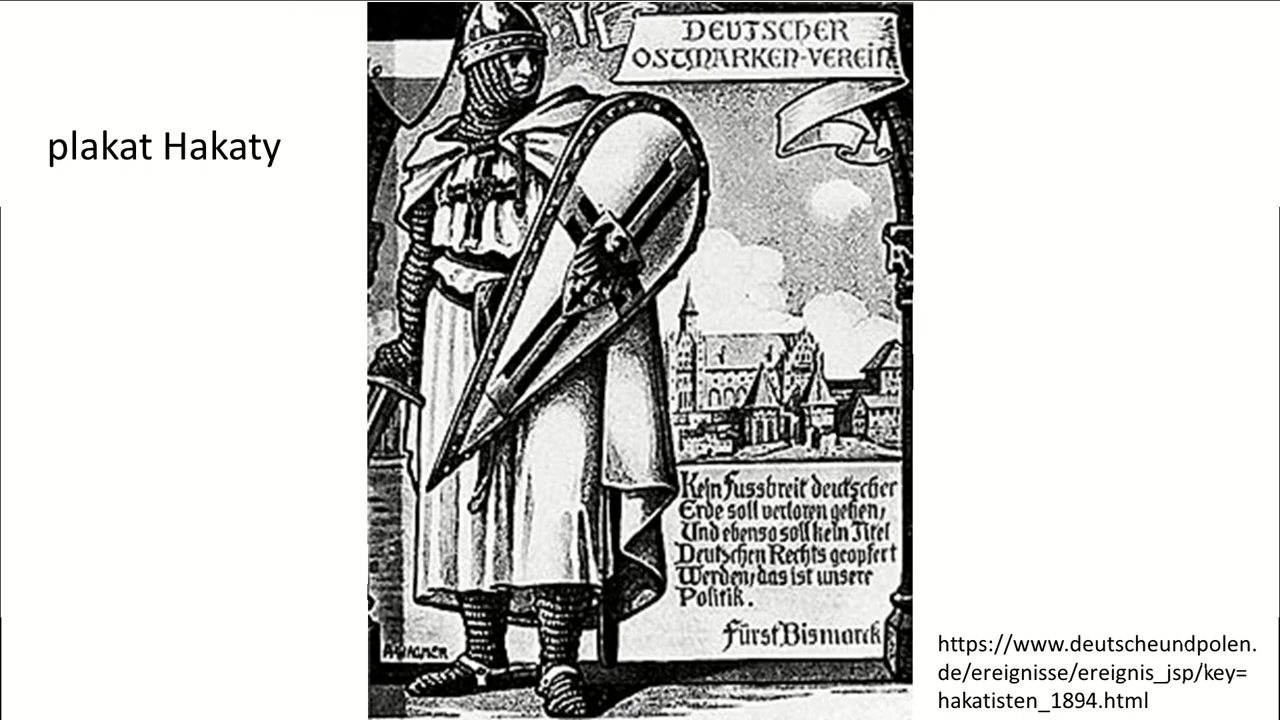 plakat Hakaty
DEUTSCHER
OSTMARKEN-VEREIN
Kein Fussbreit deutscher
Erde soll verloren gehen,
Und ebenso soll kein Titel
Deutschen Rechts geopfert
Werden, das ist unsere
Politik.
Fürst Bismarck
A.WAGNER
https://www.deutscheundpolen.
de/ereignisse/ereignis_jsp/key=
hakatisten_1894.html